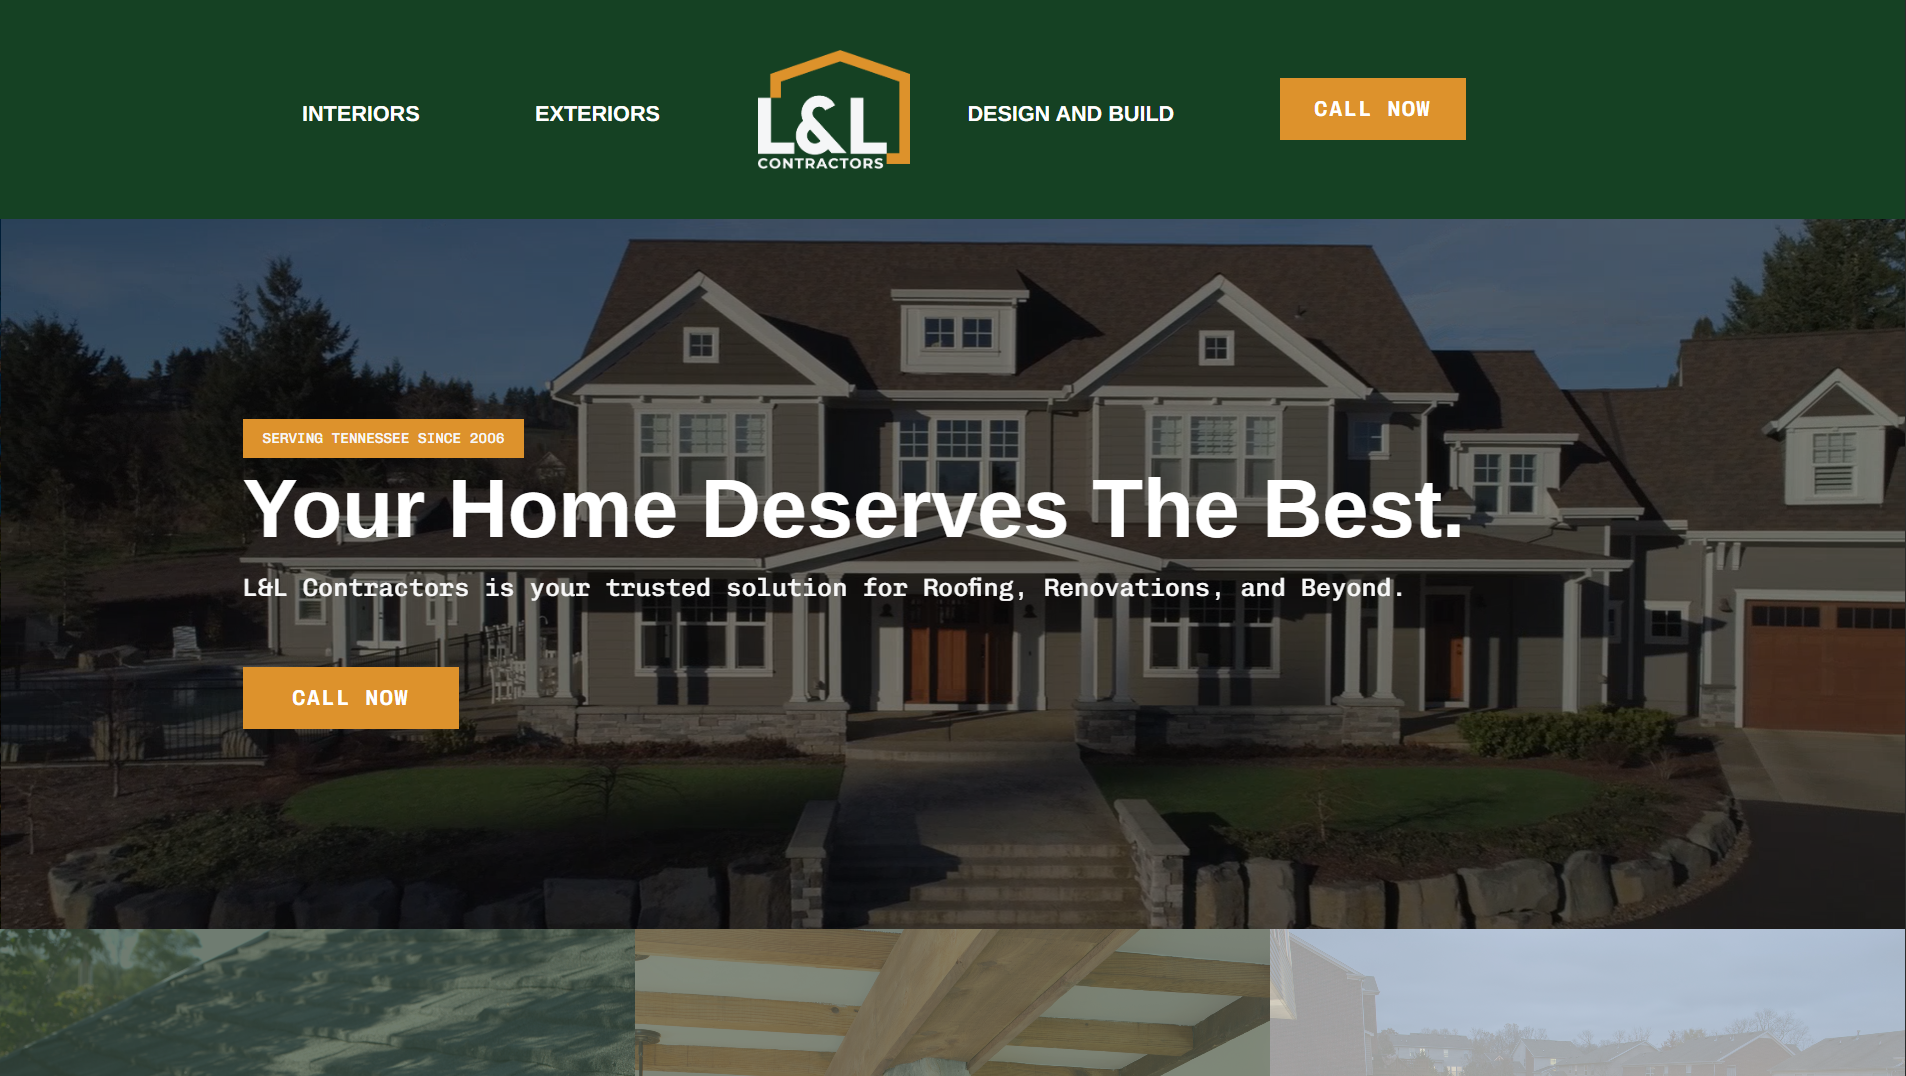 INTERIORS
EXTERIORS
L&L
CONTRACTORS
DESIGN AND BUILD
CALL NOW
SERVING TENNESSEE SINCE 2006
Your Home Deserves The Best.
L&L Contractors is your trusted solution for Roofing, Renovations, and Beyond.
CALL NOW